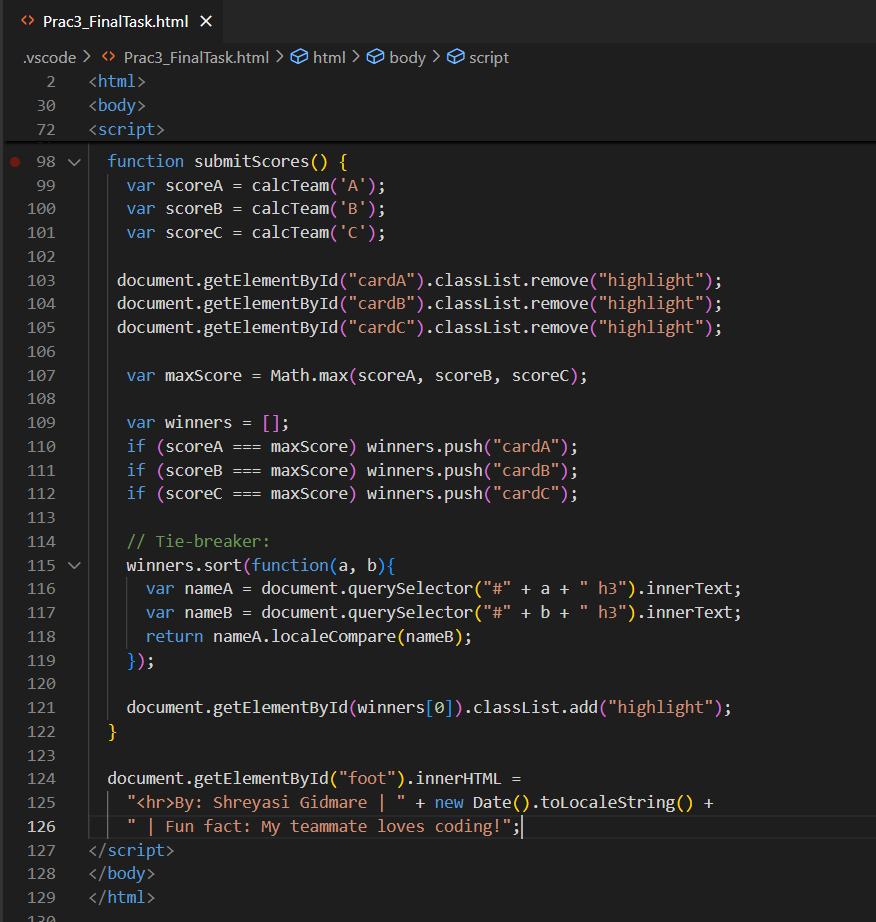 <> Prac3_FinalTask.html ×
.vscode > <> Prac3_FinalTask.html > html > body > script
2 <html>
30 <body>
72 <script>
98 function submitScores() {
99 var scoreA = calcTeam('A');
100 var scoreB = calcTeam('B');
101 var scoreC = calcTeam('C');
102
103 document.getElementById("cardA").classList.remove("highlight");
104 document.getElementById("cardB").classList.remove("highlight");
105 document.getElementById("cardC").classList.remove("highlight");
106
107 var maxScore = Math.max(scoreA, scoreB, scoreC);
108
109 var winners = [];
110 if (scoreA === maxScore) winners.push("cardA");
111 if (scoreB === maxScore) winners.push("cardB");
112 if (scoreC === maxScore) winners.push("cardC");
113
114 // Tie-breaker:
115 winners.sort(function(a, b){
116 var nameA = document.querySelector("#" + a + " h3").innerText;
117 var nameB = document.querySelector("#" + b + " h3").innerText;
118 return nameA.localeCompare(nameB);
119 });
120
121 document.getElementById(winners[0]).classList.add("highlight");
122 }
123
124 document.getElementById("foot").innerHTML =
125 "<hr>By: Shreyasi Gidmare | " + new Date().toLocaleString() +
126 " | Fun fact: My teammate loves coding!";
127 </script>
128 </body>
129 </html>
130